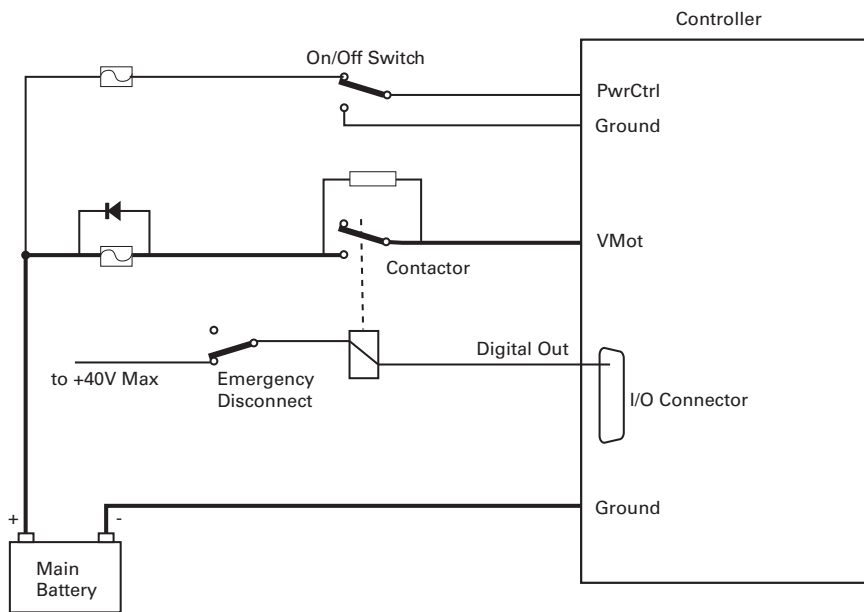 Controller
On/Off Switch
PwrCtrl
Ground
VMot
Contactor
Digital Out
to +40V Max
Emergency
Disconnect
I/O Connector
Ground
+
-
Main
Battery